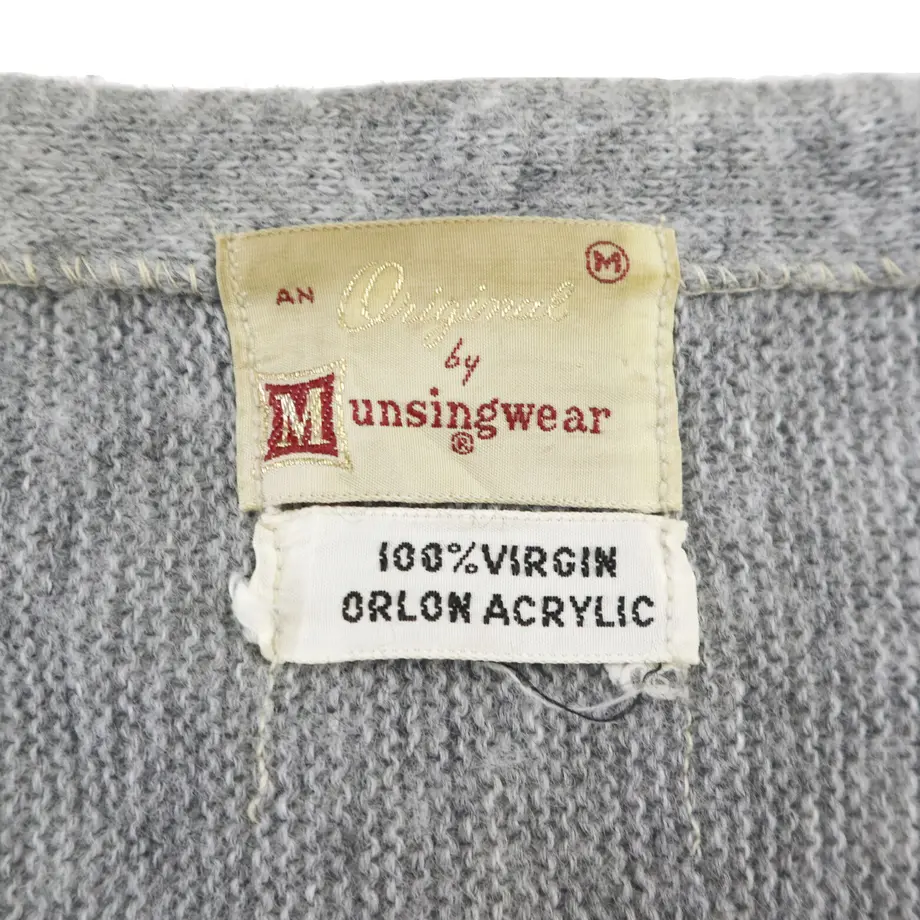 AN Original M
by
Munsingwear
®
100% VIRGIN
ORLON ACRYLIC